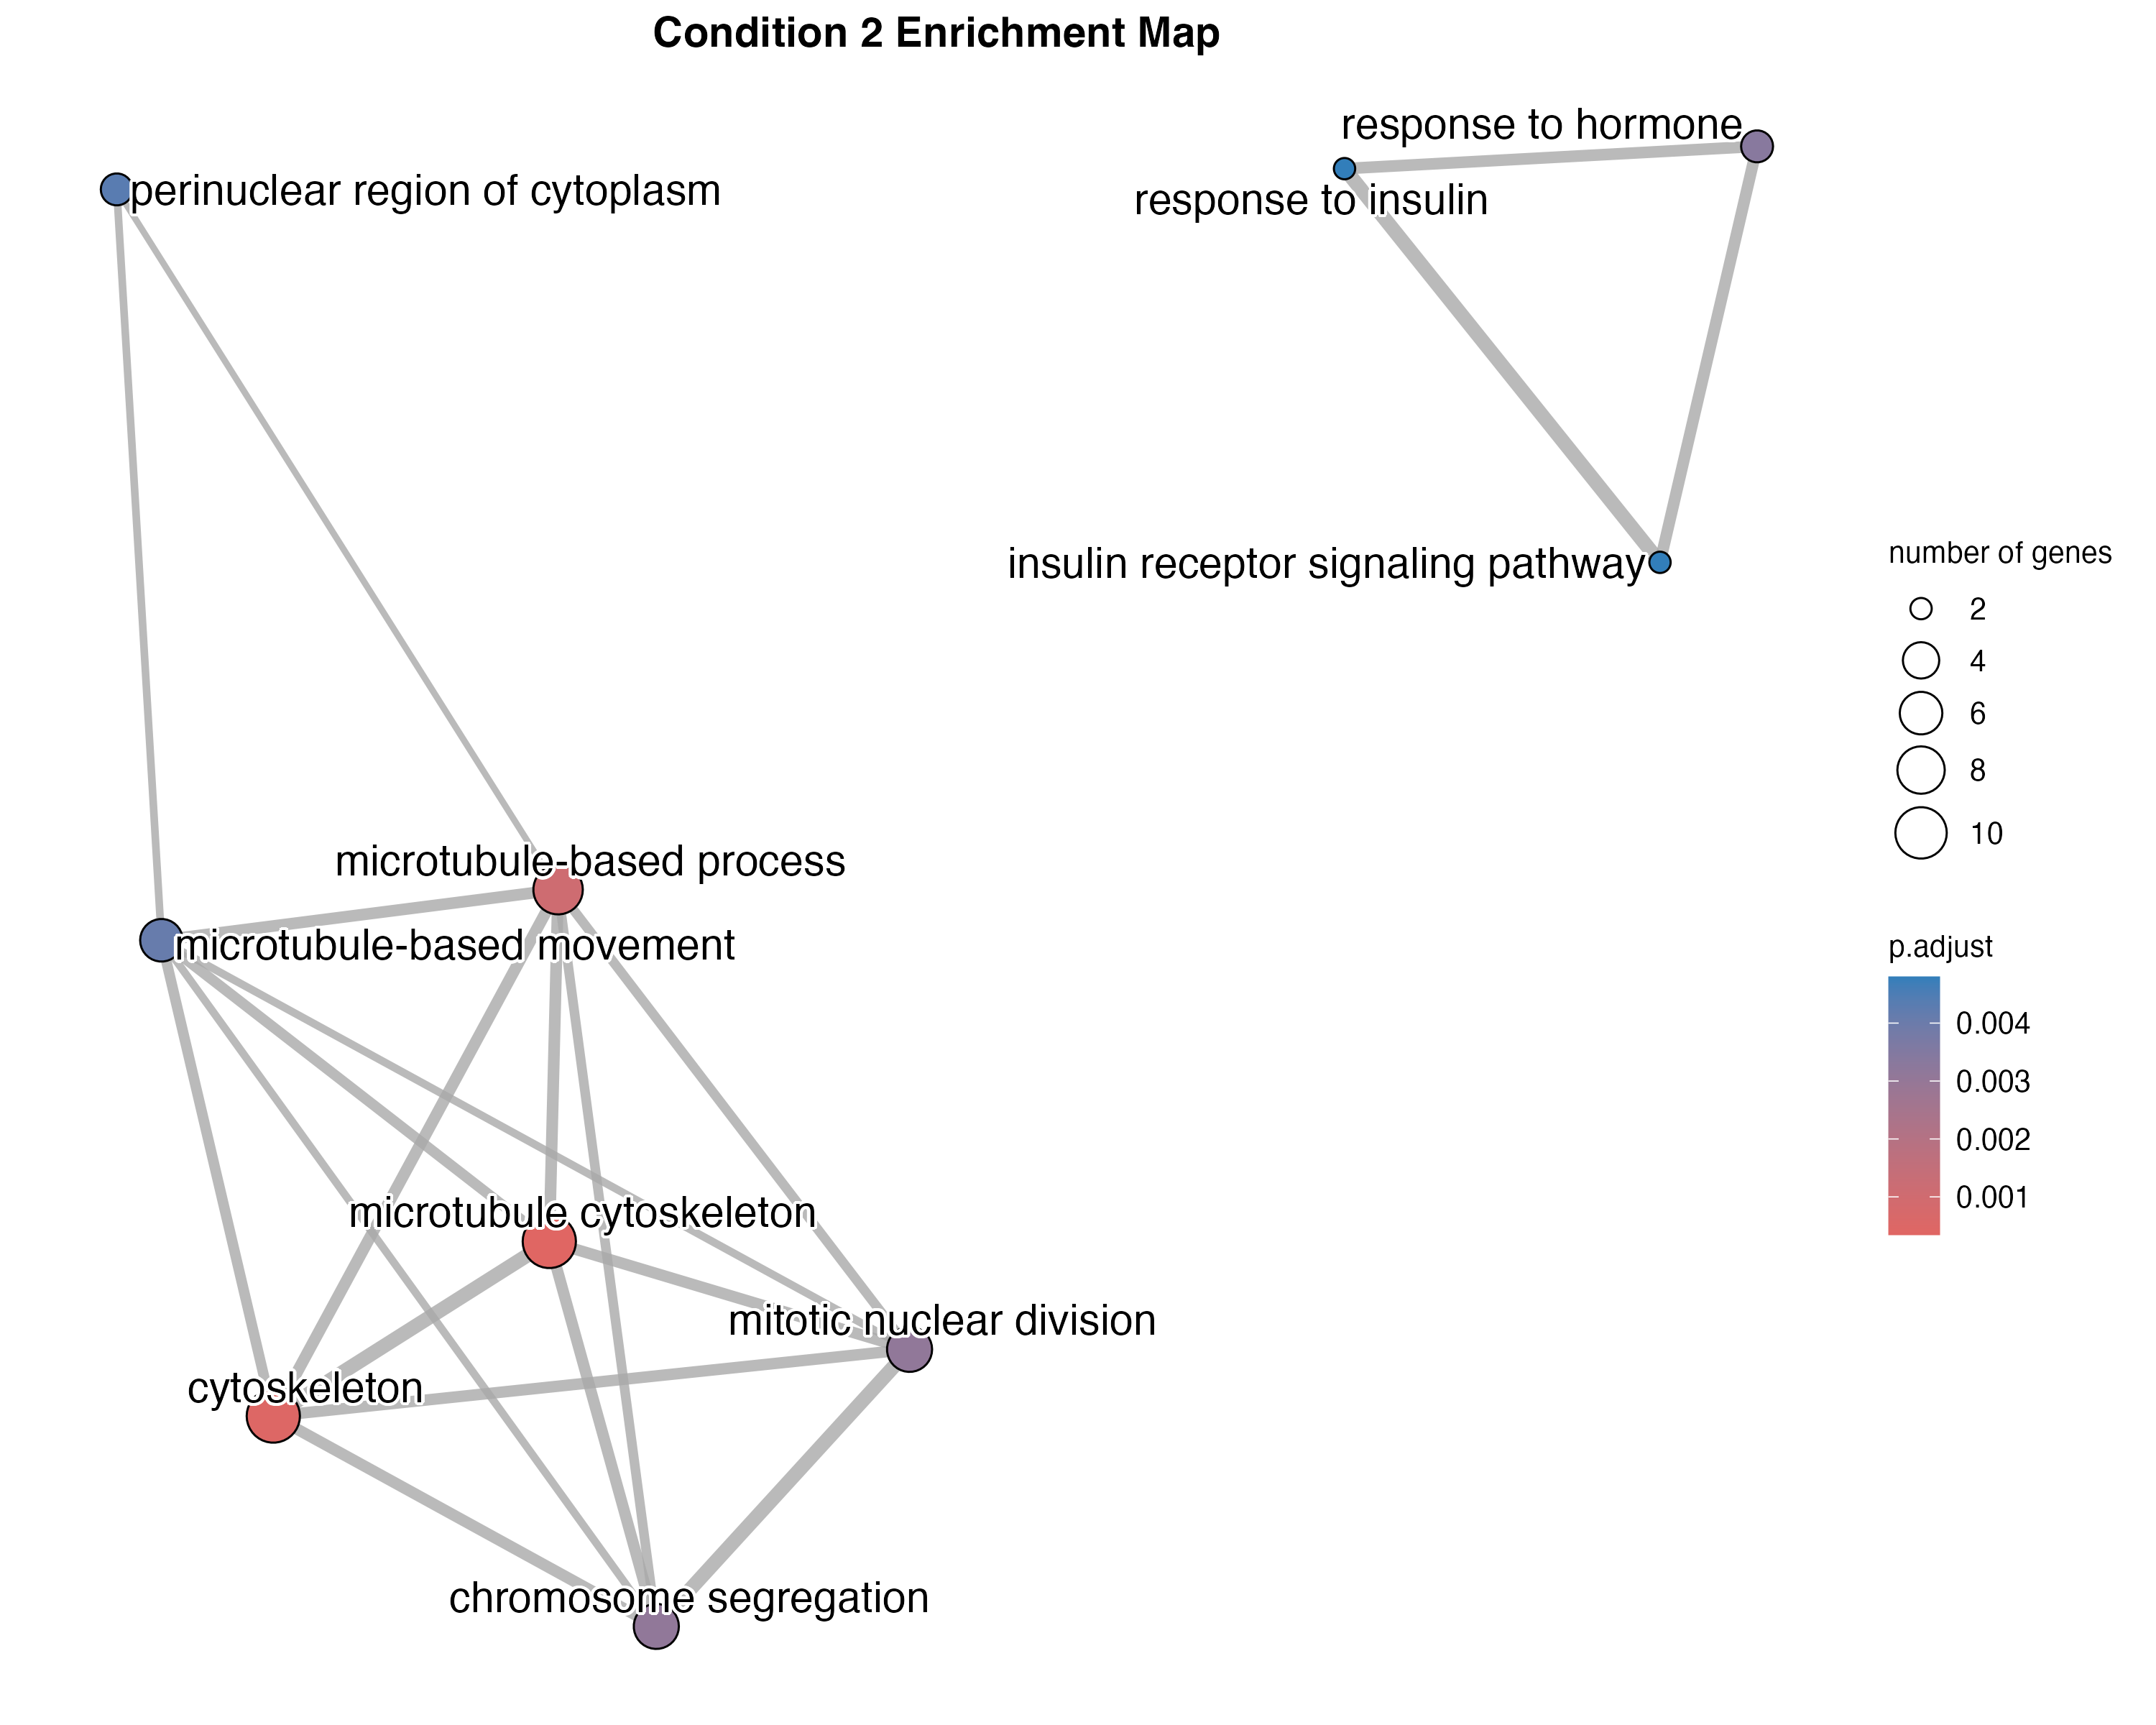 Condition 2 Enrichment Map
response to hormone
perinuclear region of cytoplasm
response to insulin
insulin receptor signaling pathway
number of genes
2
4
6
8
10
microtubule-based process
microtubule-based movement
p.adjust
0.004
0.003
0.002
0.001
microtubule cytoskeleton
mitotic nuclear division
cytoskeleton
chromosome segregation